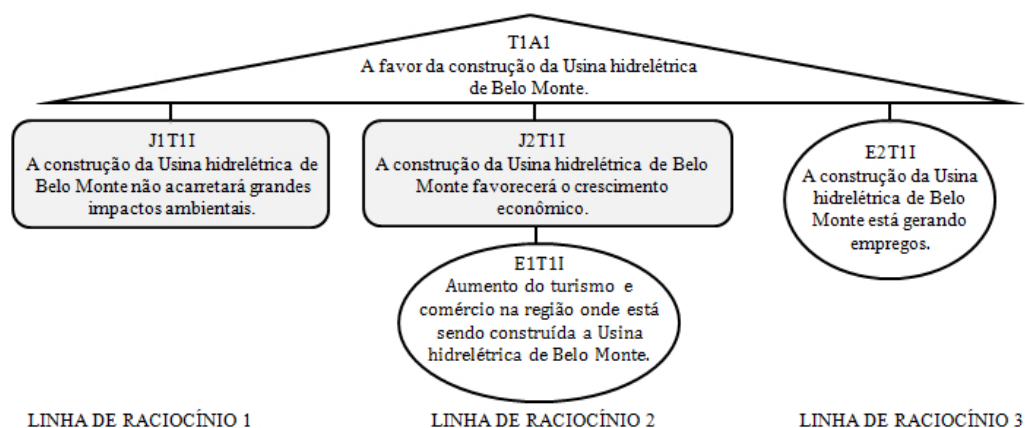 T1A1
A favor da construção da Usina hidrelétrica
de Belo Monte.
J1T1I
A construção da Usina hidrelétrica de
Belo Monte não acarretará grandes
impactos ambientais.
J2T1I
A construção da Usina hidrelétrica de Belo
Monte favorecerá o crescimento
econômico.
E2T1I
A construção da Usina
hidrelétrica de Belo
Monte está gerando
empregos.
E1T1I
Aumento do turismo e
comércio na região onde está
sendo construída a Usina
hidrelétrica de Belo Monte.
LINHA DE RACIOCÍNIO 1
LINHA DE RACIOCÍNIO 2
LINHA DE RACIOCÍNIO 3